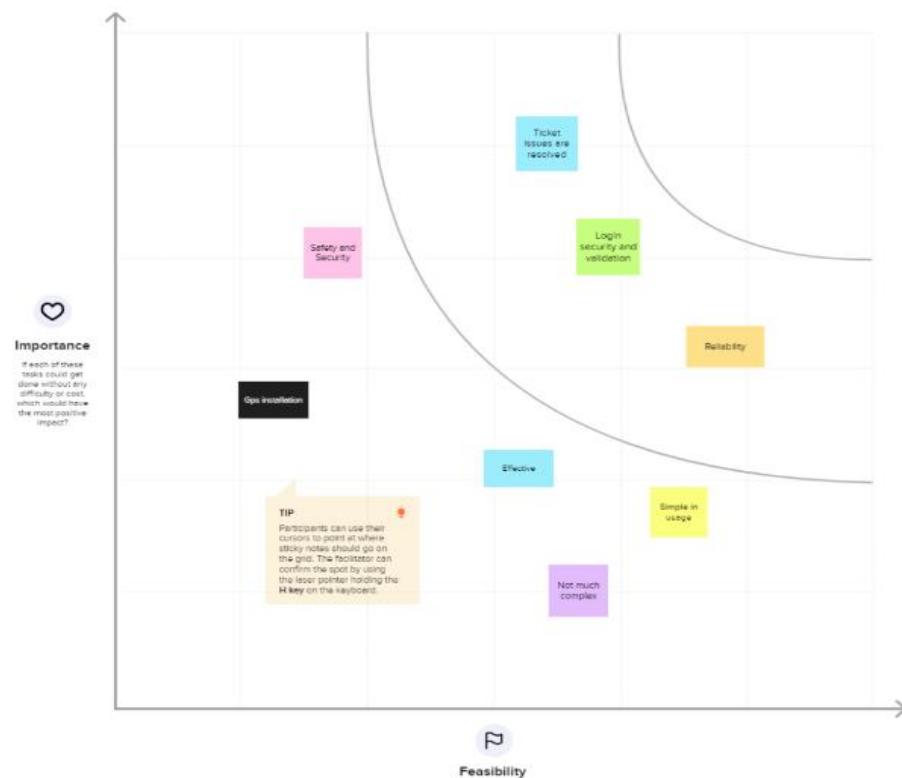 Ticket
issues are
resolved
Safety and
Security
Login
security and
validation
Importance
If each of these
tasks could get
done without any
difficulty or cost,
which would have
the most positive
impact?
Reliability
Gps installation
Effective
TIP
Participants can use their
cursors to point at where
sticky notes should go on
the grid. The facilitator can
confirm the spot by using
the laser pointer holding the
H key on the keyboard.
Simple in
usage
Not much
complex
Feasibility